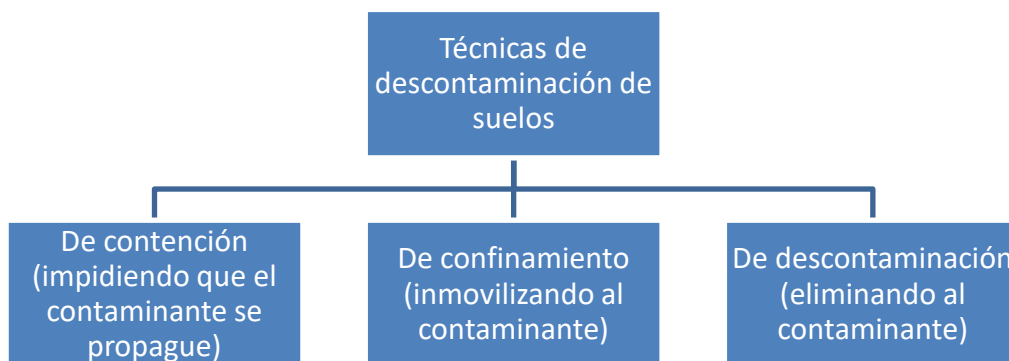 Técnicas de
descontaminación de
suelos
De contención
(impidiendo que el
contaminante se
propague)
De confinamiento
(inmovilizando al
contaminante)
De descontaminación
(eliminando al
contaminante)